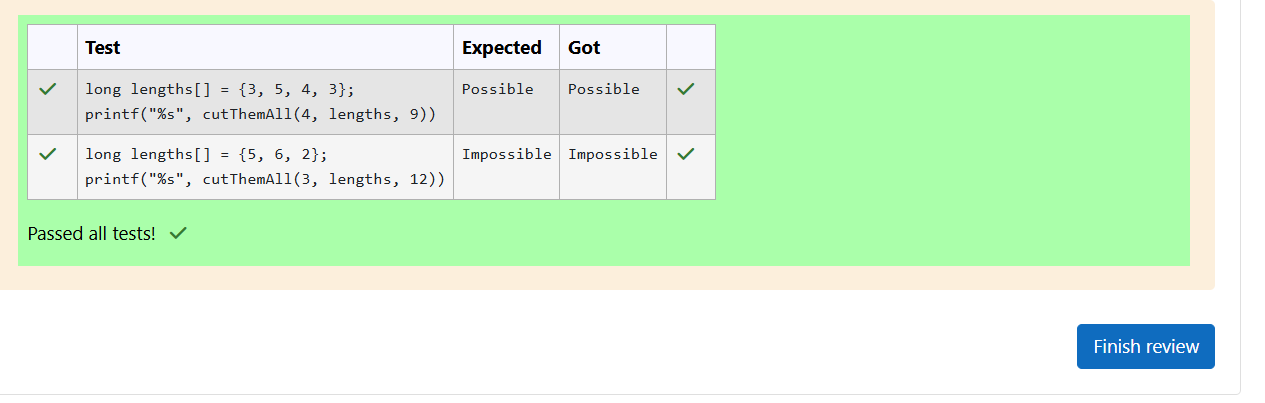 Test Expected Got
long lengths[] = {3, 5, 4, 3}; Possible Possible
printf("%s", cutThemAll(4, lengths, 9))
long lengths[] = {5, 6, 2}; Impossible Impossible
printf("%s", cutThemAll(3, lengths, 12))
Passed all tests!
Finish review